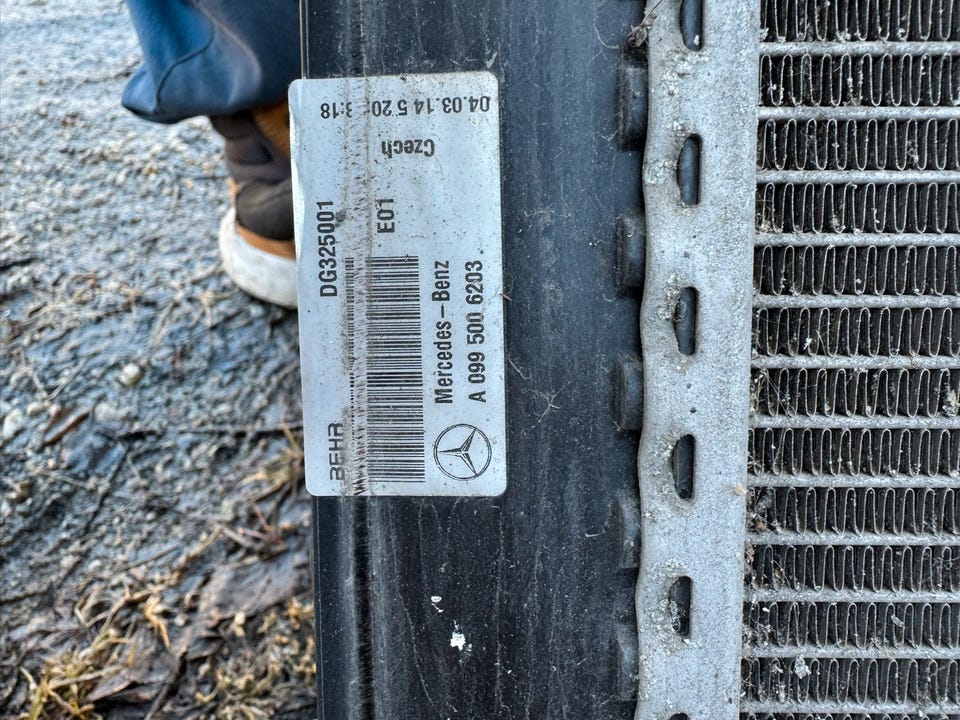 BEHR
DG325001
E01
Mercedes-Benz
A 099 500 6203
Czech
04.03.14 5 20 3:18